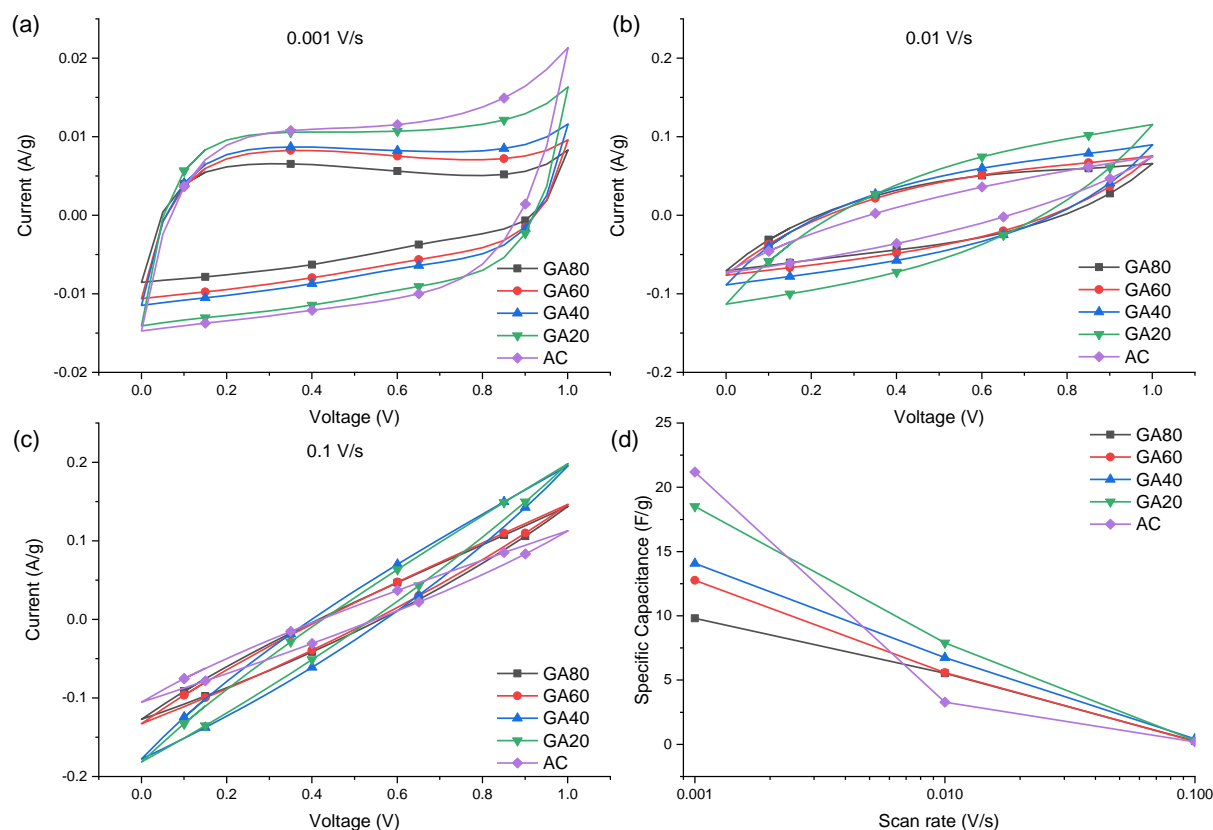 (a)
0.001 V/s
Current (A/g)
0.02
0.01
0.00
-0.01
-0.02
0.0 0.2 0.4 0.6 0.8 1.0
Voltage (V)
GA80
GA60
GA40
GA20
AC
(b)
0.01 V/s
Current (A/g)
0.2
0.1
0.0
-0.1
-0.2
0.0 0.2 0.4 0.6 0.8 1.0
Voltage (V)
GA80
GA60
GA40
GA20
AC
(c)
0.1 V/s
Current (A/g)
0.2
0.1
0.0
-0.1
-0.2
0.0 0.2 0.4 0.6 0.8 1.0
Voltage (V)
GA80
GA60
GA40
GA20
AC
(d)
Specific Capacitance (F/g)
25
20
15
10
5
0
0.001 0.010 0.100
Scan rate (V/s)
GA80
GA60
GA40
GA20
AC